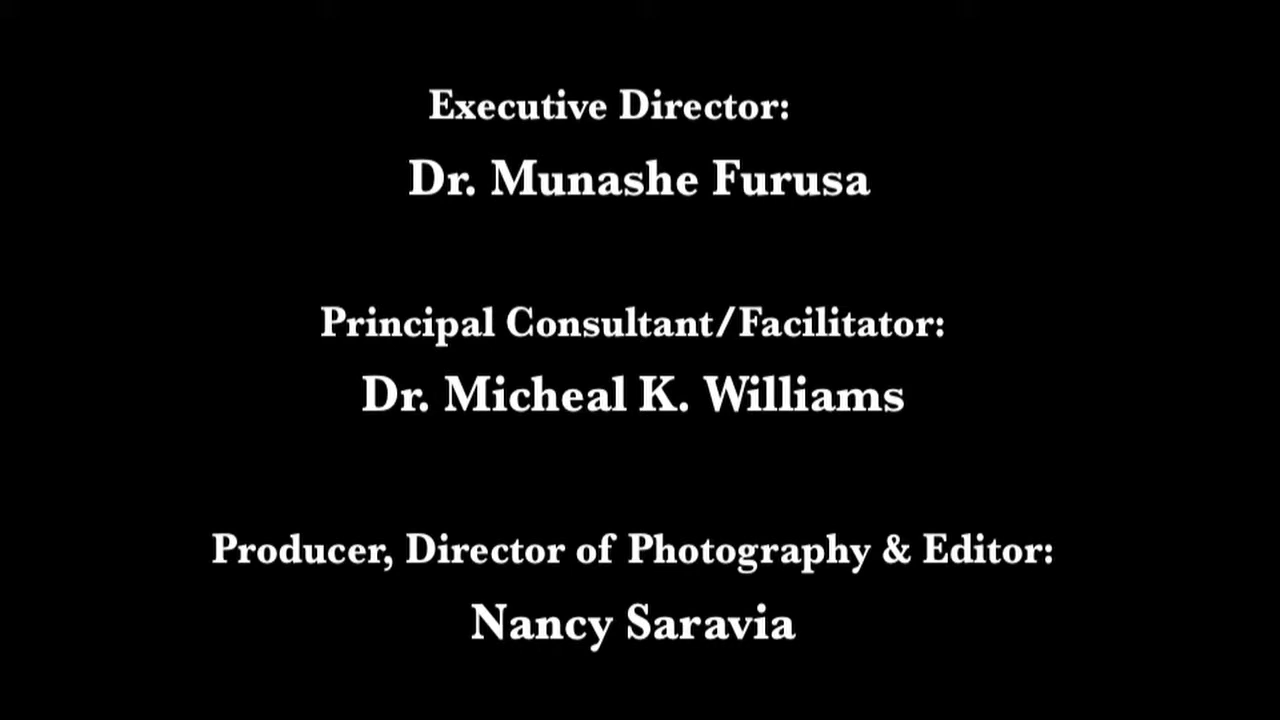 Executive Director:
Dr. Munashe Furusa
Principal Consultant/Facilitator:
Dr. Micheal K. Williams
Producer, Director of Photography & Editor:
Nancy Saravia